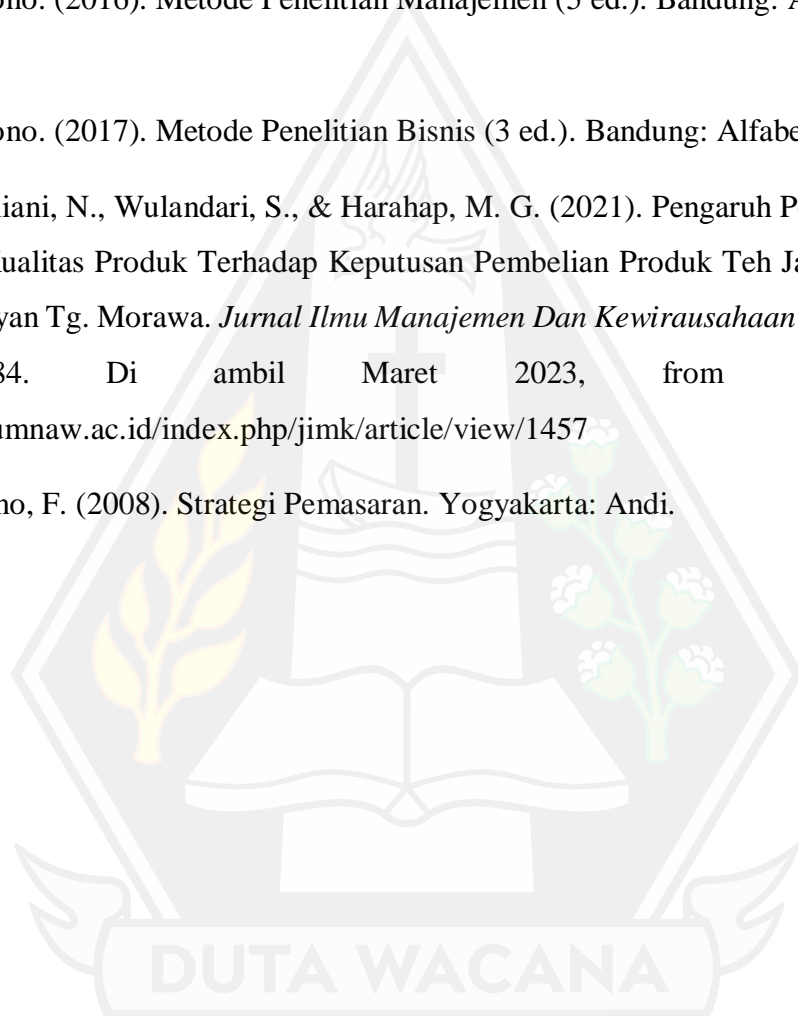 ono. (2016). Metode Penelitian Manajemen (5 ed.). Bandung: A
ono. (2017). Metode Penelitian Bisnis (3 ed.). Bandung: Alfabe
iani, N., Wulandari, S., & Harahap, M. G. (2021). Pengaruh P
Kualitas Produk Terhadap Keputusan Pembelian Produk Teh Ja
yan Tg. Morawa. Jurnal Ilmu Manajemen Dan Kewirausahaan
84. Di ambil Maret 2023, from
umnaw.ac.id/index.php/jimk/article/view/1457
no, F. (2008). Strategi Pemasaran. Yogyakarta: Andi.
DUTA WACANA